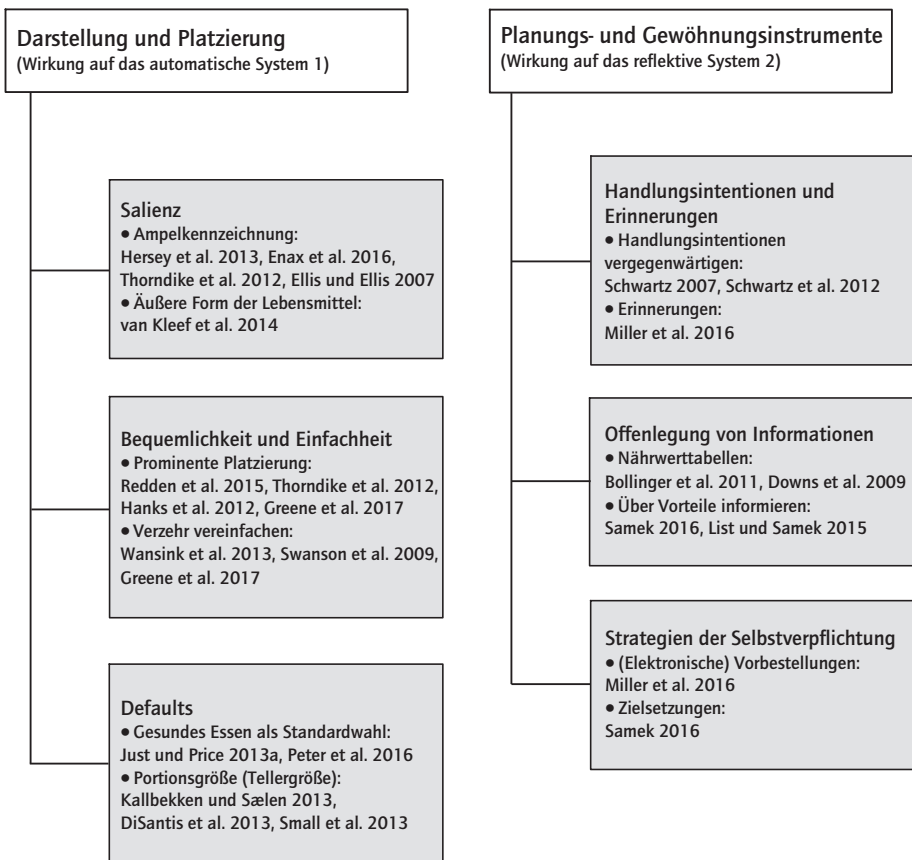 Darstellung und Platzierung
(Wirkung auf das automatische System 1)
Salienz
• Ampelkennzeichnung:
Hersey et al. 2013, Enax et al. 2016,
Thorndike et al. 2012, Ellis und Ellis 2007
• Äußere Form der Lebensmittel:
van Kleef et al. 2014
Bequemlichkeit und Einfachheit
• Prominente Platzierung:
Redden et al. 2015, Thorndike et al. 2012,
Hanks et al. 2012, Greene et al. 2017
• Verzehr vereinfachen:
Wansink et al. 2013, Swanson et al. 2009,
Greene et al. 2017
Defaults
• Gesundes Essen als Standardwahl:
Just und Price 2013a, Peter et al. 2016
• Portionsgröße (Tellergröße):
Kallbekken und Sælen 2013,
DiSantis et al. 2013, Small et al. 2013
Planungs- und Gewöhnungsinstrumente
(Wirkung auf das reflektive System 2)
Handlungsintentionen und
Erinnerungen
• Handlungsintentionen
vergegenwärtigen:
Schwartz 2007, Schwartz et al. 2012
• Erinnerungen:
Miller et al. 2016
Offenlegung von Informationen
• Nährwerttabellen:
Bollinger et al. 2011, Downs et al. 2009
• Über Vorteile informieren:
Samek 2016, List und Samek 2015
Strategien der Selbstverpflichtung
• (Elektronische) Vorbestellungen:
Miller et al. 2016
• Zielsetzungen:
Samek 2016